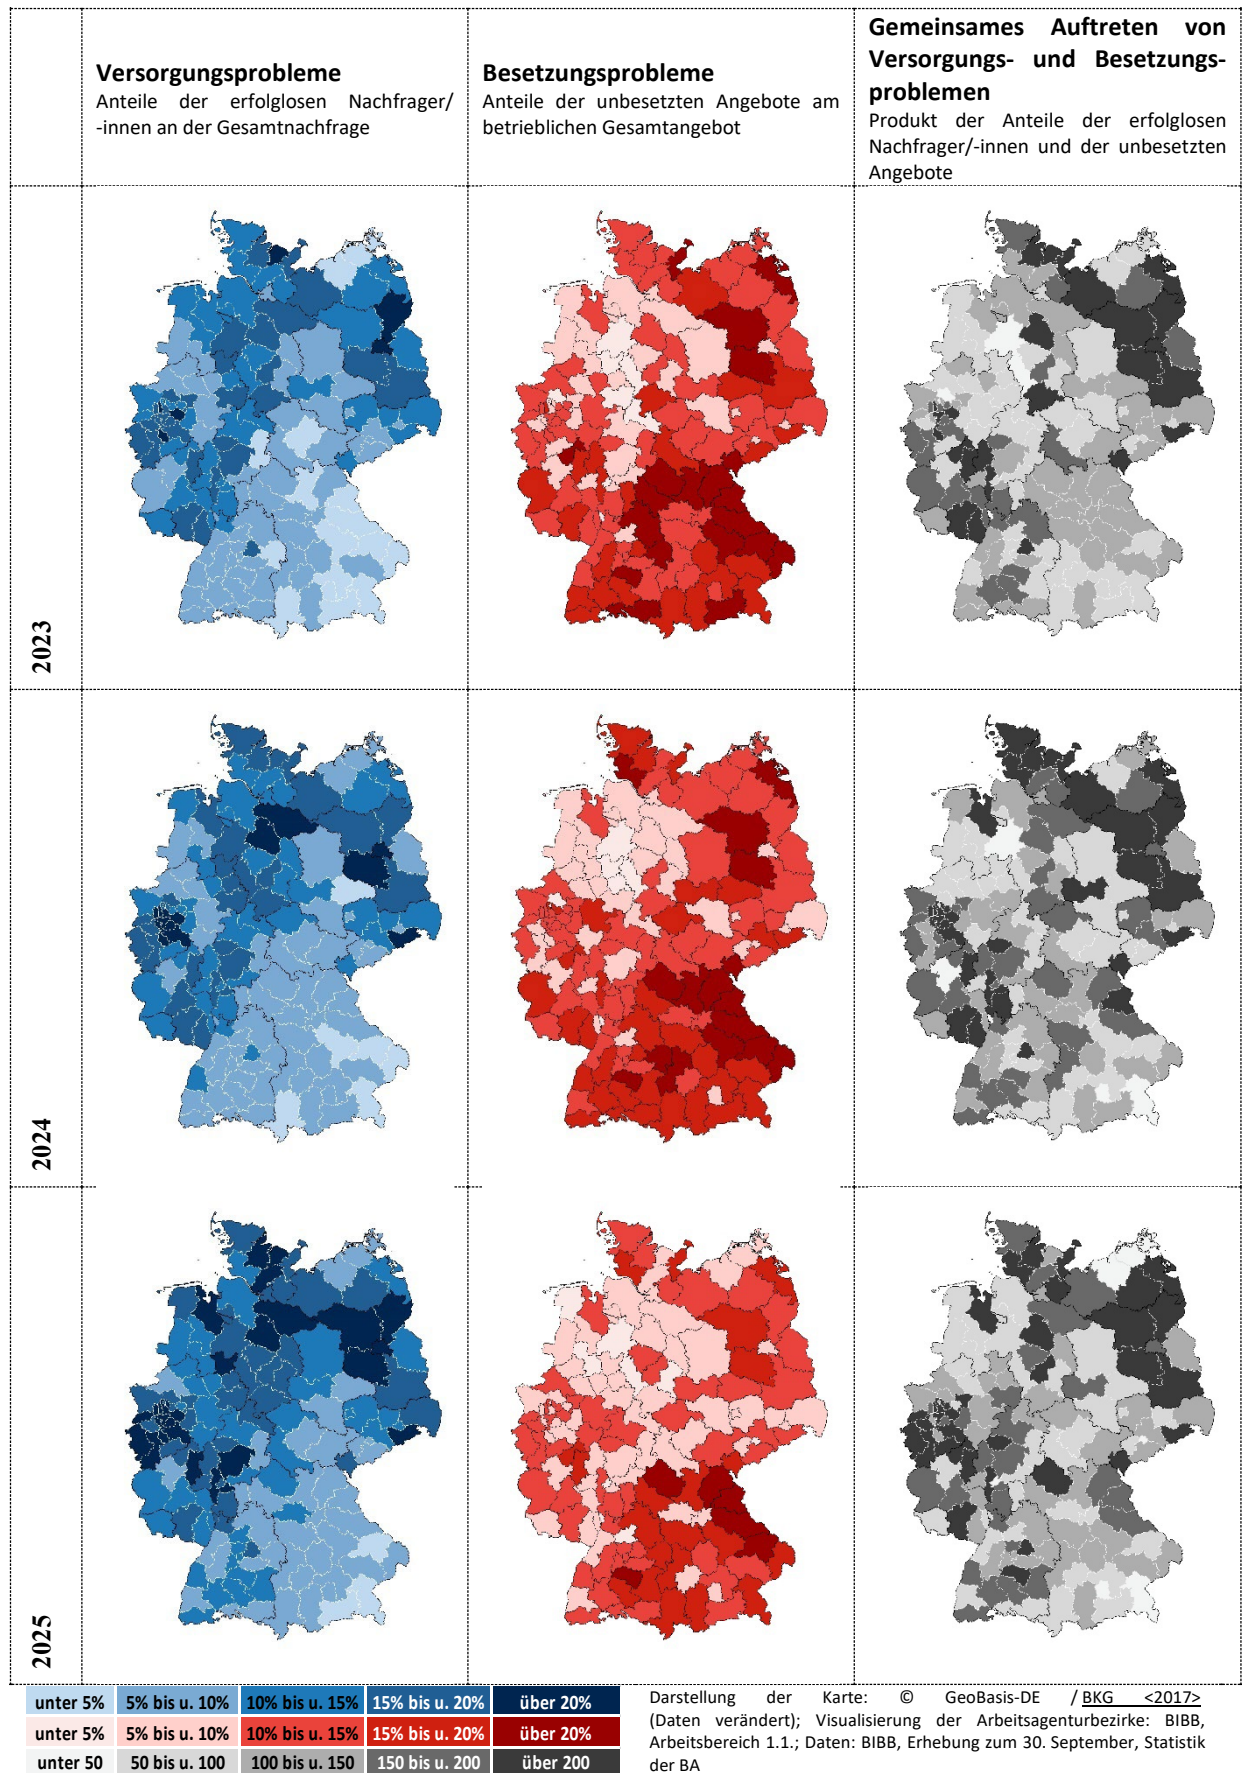 Versorgungsprobleme
Anteile der erfolglosen Nachfrager/
-innen an der Gesamtnachfrage
Besetzungsprobleme
Anteile der unbesetzten Angebote am
betrieblichen Gesamtangebot
Gemeinsames Auftreten von
Versorgungs- und Besetzungs-
problemen
Produkt der Anteile der erfolglosen
Nachfrager/-innen und der unbesetzten
Angebote
2023
2024
2025
unter 5% 5% bis u. 10% 10% bis u. 15% 15% bis u. 20% über 20%
unter 5% 5% bis u. 10% 10% bis u. 15% 15% bis u. 20% über 20%
unter 50 50 bis u. 100 100 bis u. 150 150 bis u. 200 über 200
Darstellung der Karte: © GeoBasis-DE / BKG <2017>
(Daten verändert); Visualisierung der Arbeitsagenturbezirke: BIBB,
Arbeitsbereich 1.1.; Daten: BIBB, Erhebung zum 30. September, Statistik
der BA